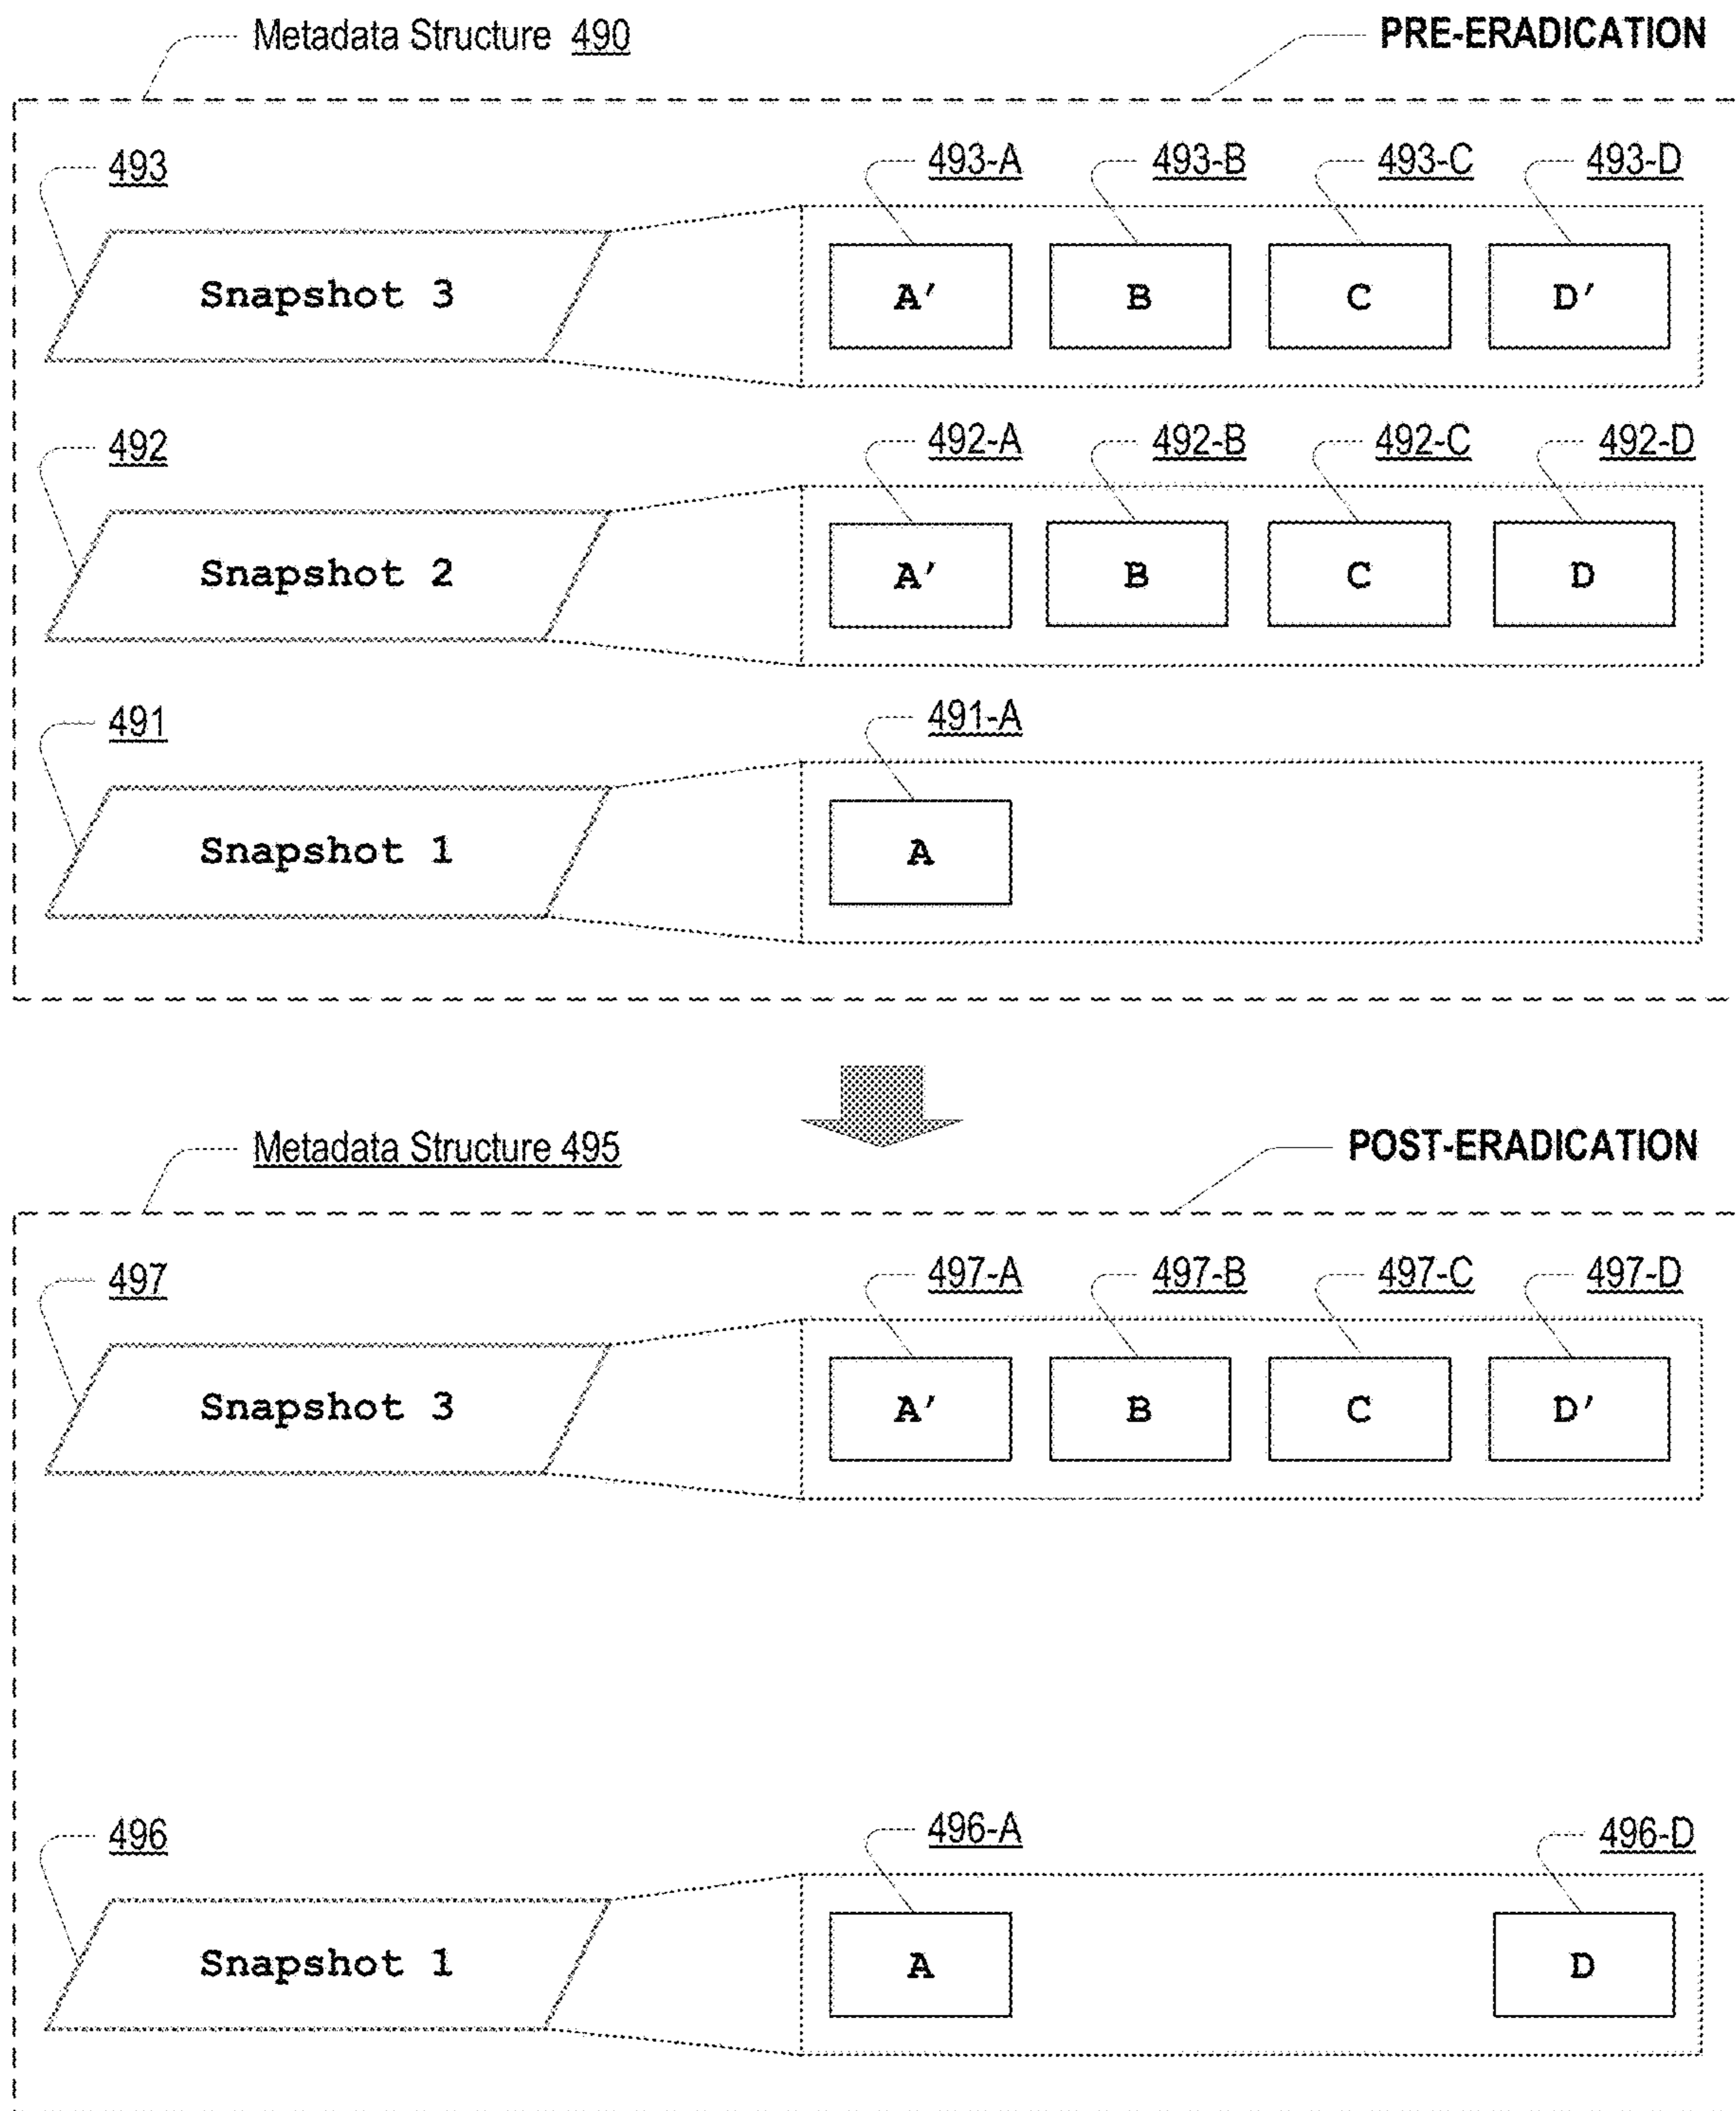 Metadata Structure 490 PRE-ERADICATION
493 493-A 493-B 493-C 493-D
Snapshot 3 A' B C D'
492 492-A 492-B 492-C 492-D
Snapshot 2 A' B C D
491 491-A
Snapshot 1 A
Metadata Structure 495 POST-ERADICATION
497 497-A 497-B 497-C 497-D
Snapshot 3 A' B C D'
496 496-A 496-D
Snapshot 1 A D